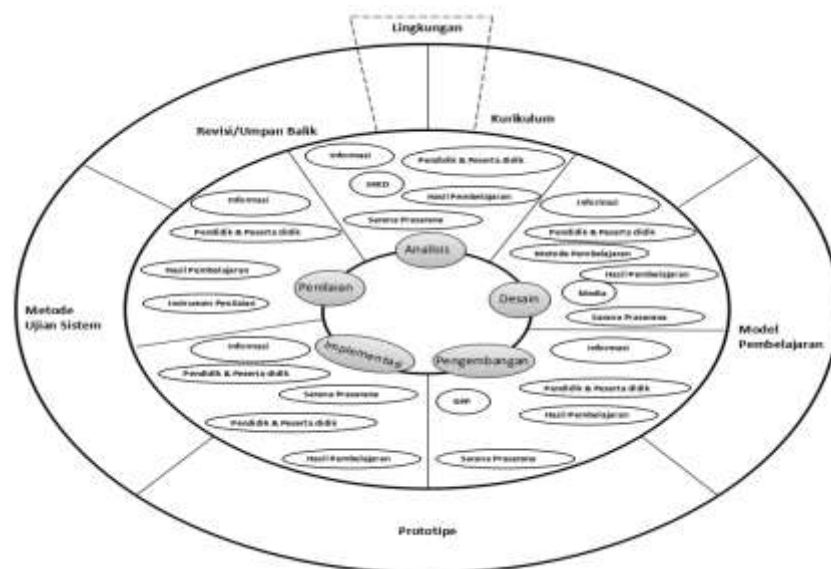 Lingkungan
Kurikulum
Revisi/Umpan Balik
Informasi
Pendidik & Peserta didik
Hasil Pembelajaran
Sarana Prasarana
Analisis
Informasi
Pendidik & Peserta didik
Metode Pembelajaran
Hasil Pembelajaran
Media
Sarana Prasarana
Desain
Model
Pembelajaran
Informasi
Pendidik & Peserta didik
Hasil Pembelajaran
Sarana Prasarana
Pengembangan
Prototipe
Implementasi
Informasi
Pendidik & Peserta didik
Sarana Prasarana
Pendidik & Peserta didik
Hasil Pembelajaran
Metode
Ujian Sistem
Informasi
Pendidik & Peserta didik
Hasil Pembelajaran
Instrumen Penilaian